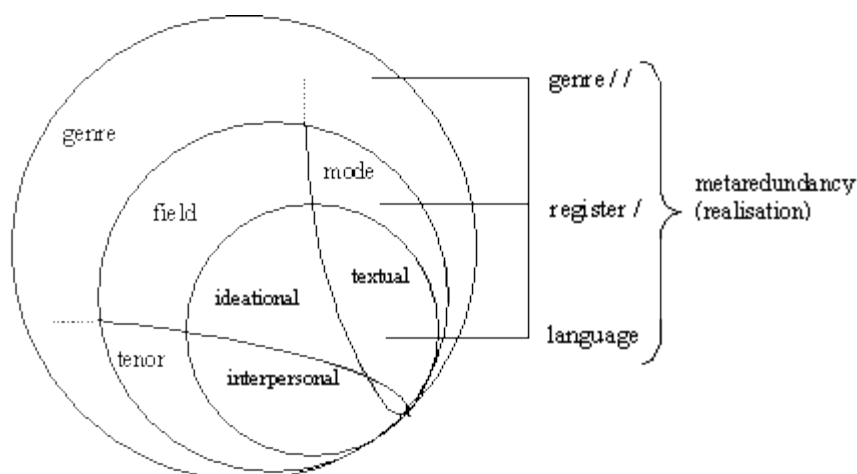 genre / /
genre
mode
metaredundancy
(realisation)
field
register /
textual
ideational
language
tenor
interpersonal